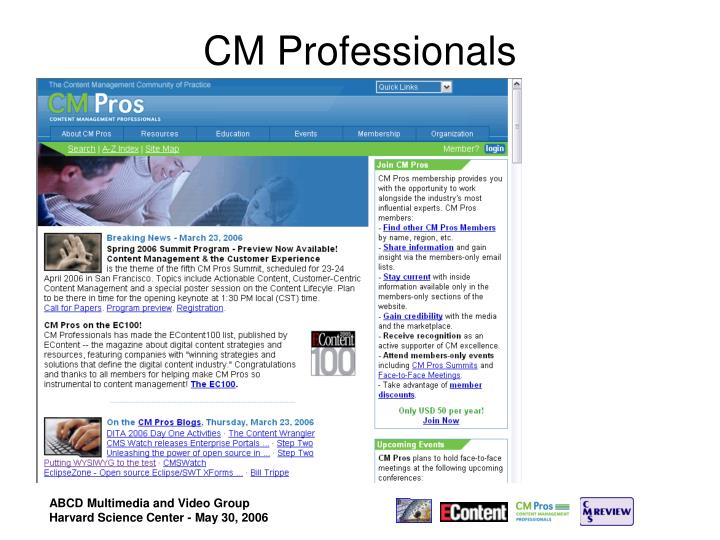 CM Professionals
The Content Management Community of Practice
Quick Links
CM Pros
CONTENT MANAGEMENT PROFESSIONALS
About CM Pros Resources Education Events Membership Organization
Search | A-Z Index | Site Map
Member? login
Breaking News - March 23, 2006
Spring 2006 Summit Program - Preview Now Available!
Content Management & the Customer Experience
is the theme of the fifth CM Pros Summit, scheduled for 23-24
April 2006 in San Francisco. Topics include Actionable Content, Customer-Centric
Content Management and a special poster session on the Content Lifecyle. Plan
to be there in time for the opening keynote at 1:30 PM local (CST) time.
Call for Papers. Program preview. Registration.
CM Pros on the EC100!
CM Professionals has made the EContent100 list, published by
EContent -- the magazine about digital content strategies and
resources, featuring companies with "winning strategies and
solutions that define the digital content industry." Congratulations
and thanks to all members for helping make CM Pros so
instrumental to content management! The EC100.
EContent
100
On the CM Pros Blogs, Thursday, March 23, 2006
DITA 2006 Day One Activities · The Content Wrangler
CMS Watch releases Enterprise Portals ... · Step Two
Unleashing the power of open source in ... · Step Two
Putting WYSIWYG to the test · CMSWatch
EclipseZone - Open source Eclipse/SWT XForms ... · Bill Trippe
Join CM Pros
CM Pros membership provides you
with the opportunity to work
alongside the industry's most
influential experts. CM Pros
members:
- Find other CM Pros Members
by name, region, etc.
- Share information and gain
insight via the members-only email
lists.
- Stay current with inside
information available only in the
members-only sections of the
website.
- Gain credibility with the media
and the marketplace.
- Receive recognition as an
active supporter of CM excellence.
- Attend members-only events
including CM Pros Summits and
Face-to-Face Meetings.
- Take advantage of member
discounts.
Only USD 50 per year!
Join Now
Upcoming Events
CM Pros plans to hold face-to-face
meetings at the following upcoming
conferences:
ABCD Multimedia and Video Group
Harvard Science Center - May 30, 2006
EContent
CM Pros
CONTENT MANAGEMENT
PROFESSIONALS
CMS REVIEW